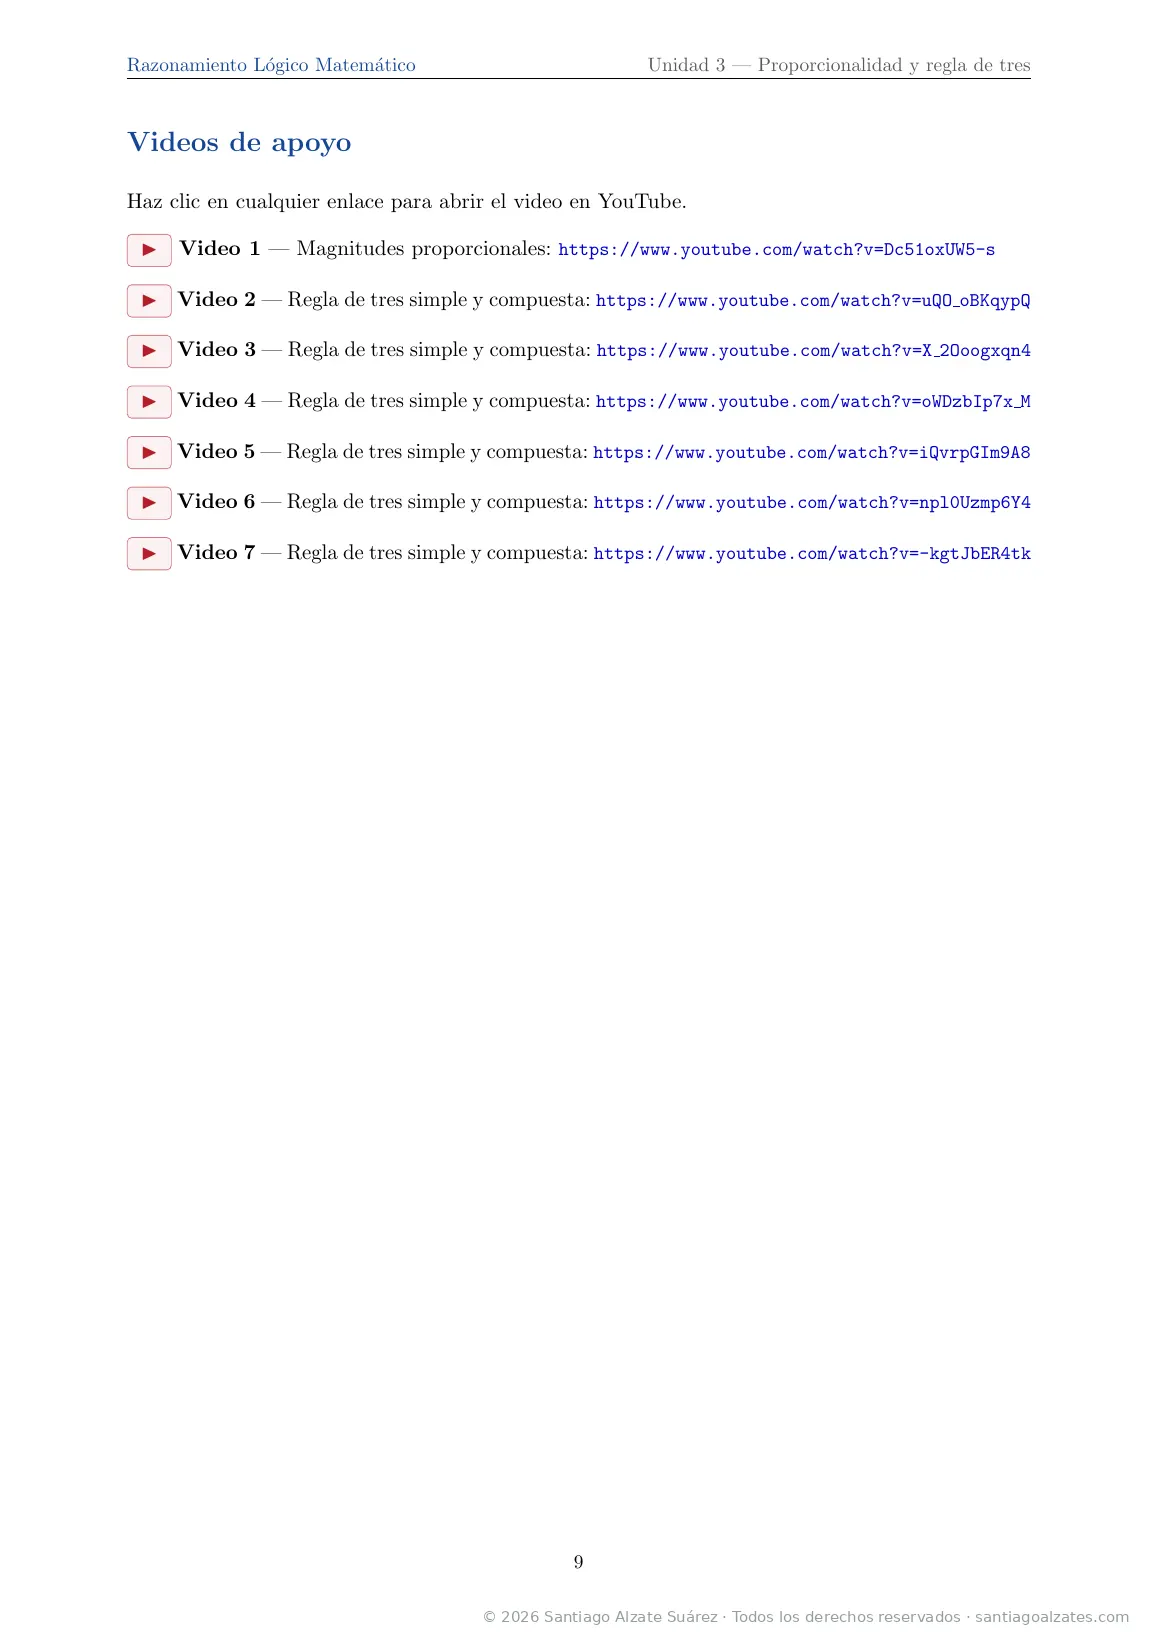 Razonamiento Lógico Matemático
Unidad 3 — Proporcionalidad y regla de tres
Videos de apoyo
Haz clic en cualquier enlace para abrir el video en YouTube.
Video 1 — Magnitudes proporcionales: https://www.youtube.com/watch?v=Dc51oxUW5-s
Video 2 — Regla de tres simple y compuesta: https://www.youtube.com/watch?v=uQO_oBKqypQ
Video 3 — Regla de tres simple y compuesta: https://www.youtube.com/watch?v=X_2Ooogxqn4
Video 4 — Regla de tres simple y compuesta: https://www.youtube.com/watch?v=oWDzbIp7x_M
Video 5 — Regla de tres simple y compuesta: https://www.youtube.com/watch?v=iQvrpGIm9A8
Video 6 — Regla de tres simple y compuesta: https://www.youtube.com/watch?v=npl0Uzmp6Y4
Video 7 — Regla de tres simple y compuesta: https://www.youtube.com/watch?v=-kgtJbER4tk
9
© 2026 Santiago Alzate Suárez · Todos los derechos reservados · santiagoalzates.com